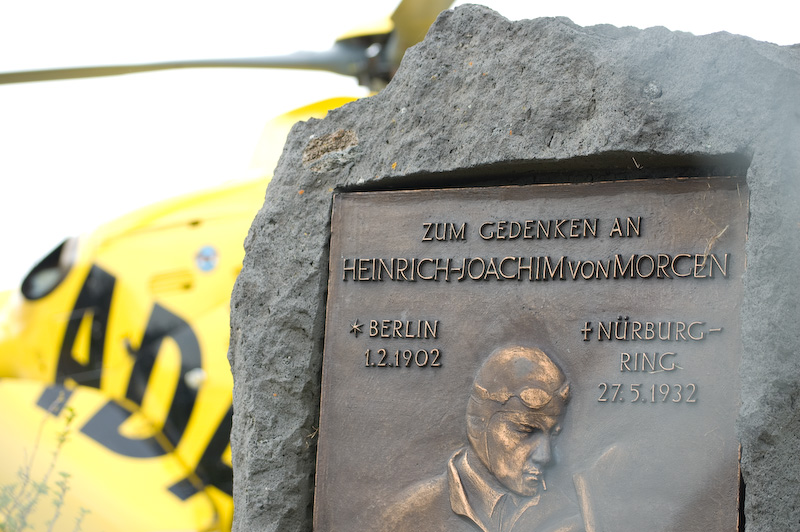 ZUM GEDENKEN AN
HEINRICH-JOACHIM VON MORGEN
* BERLIN
1.2.1902
† NÜRBURG-
RING
27.5.1932